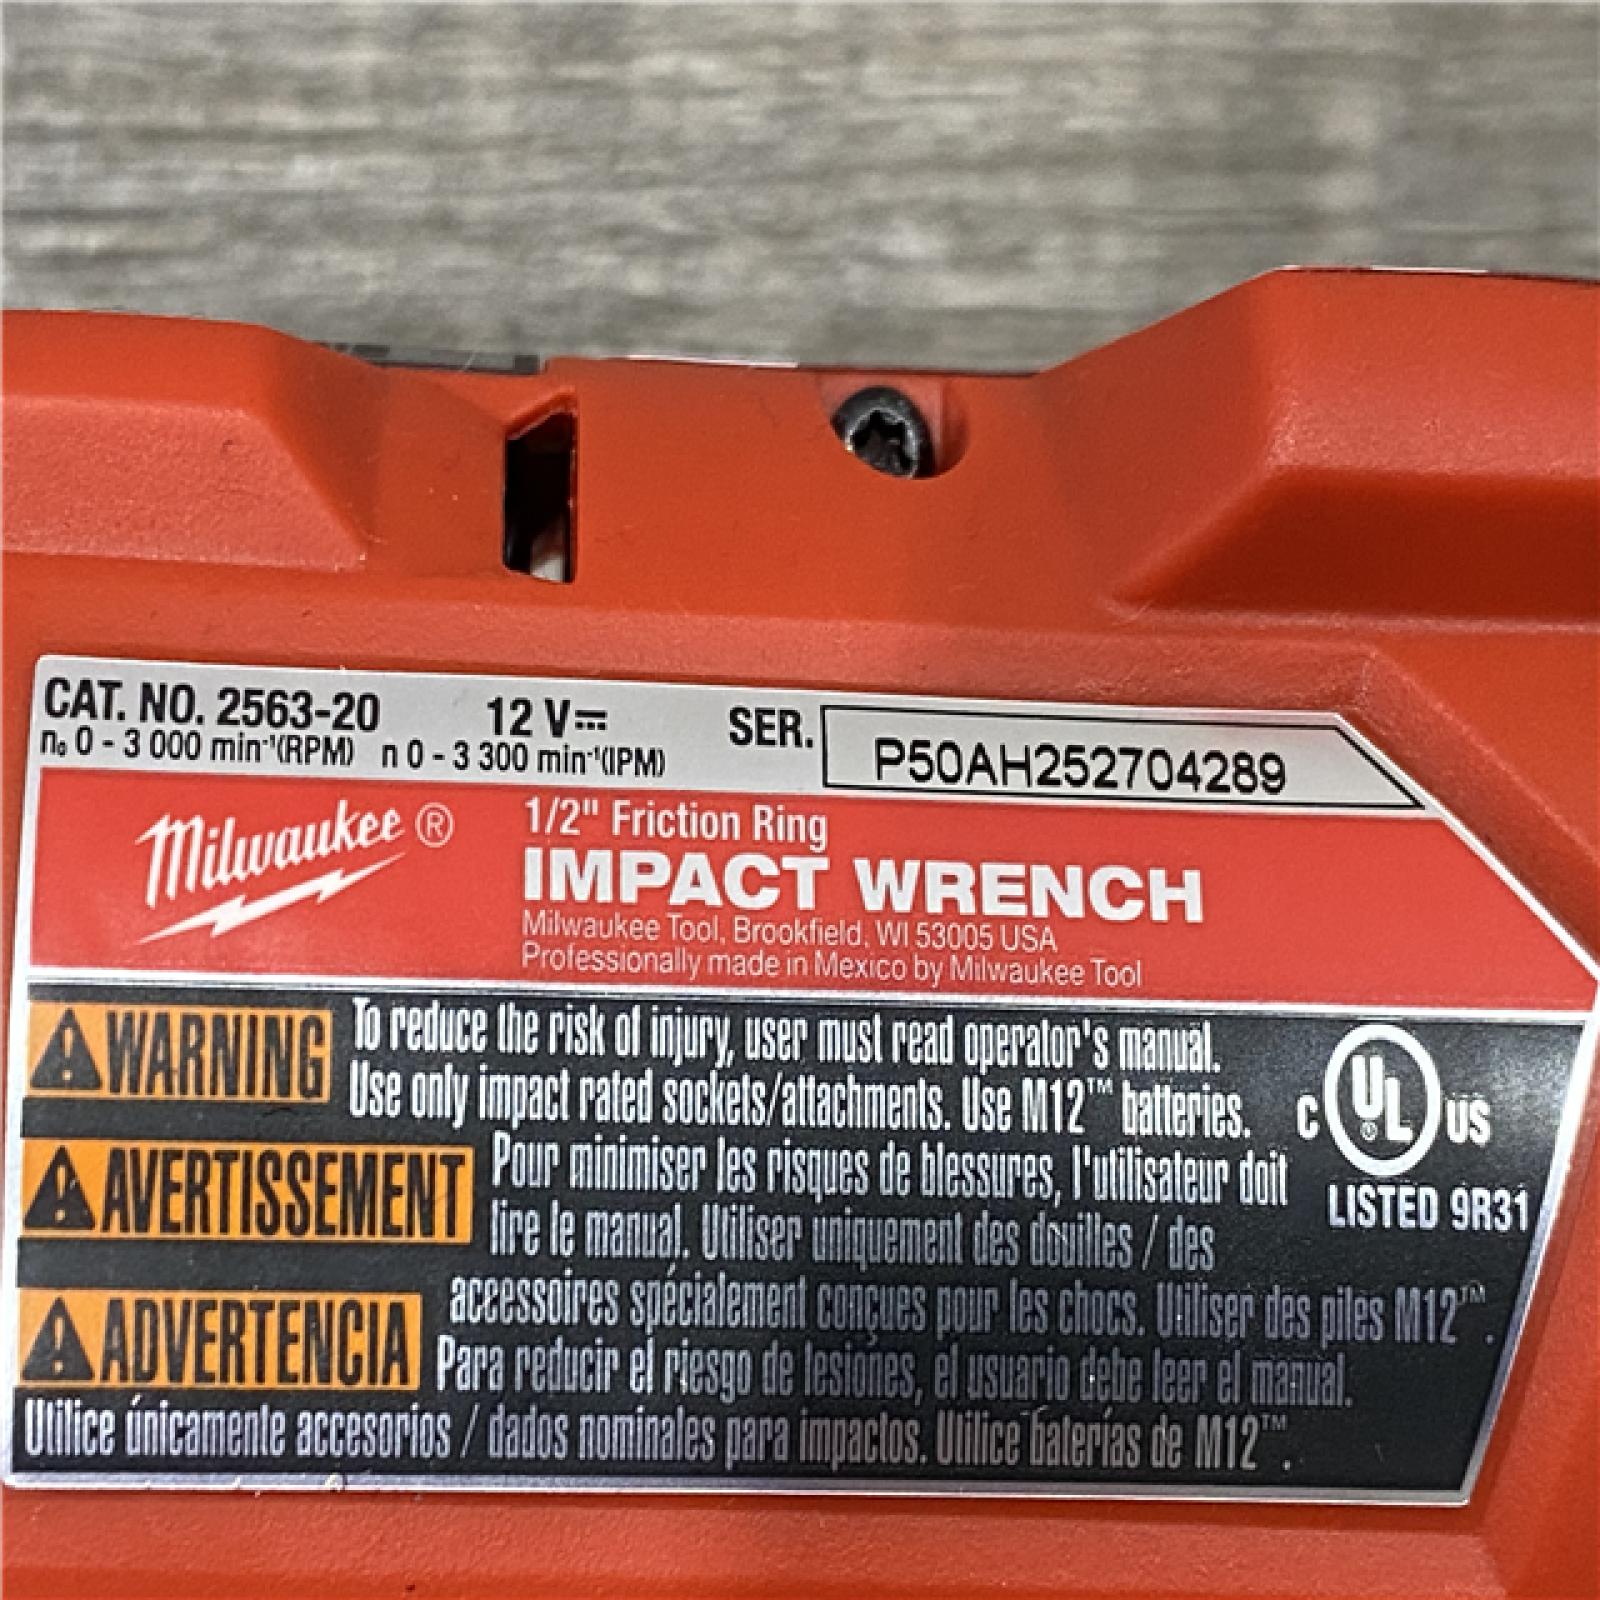 CAT. NO. 2563-20 12 V⎓ SER. P50AH252704289
n₀ 0 - 3 000 min⁻¹(RPM) n 0 - 3 300 min⁻¹(IPM)
Milwaukee®
1/2" Friction Ring
IMPACT WRENCH
Milwaukee Tool, Brookfield, WI 53005 USA
Professionally made in Mexico by Milwaukee Tool
WARNING To reduce the risk of injury, user must read operator's manual.
Use only impact rated sockets/attachments. Use M12™ batteries.
C UL® US
LISTED 9R31
AVERTISSEMENT Pour minimiser les risques de blessures, l'utilisateur doit
lire le manual. Utiliser uniquement des douilles / des
accessoires spécialement conçues pour les chocs. Utiliser des piles M12™.
ADVERTENCIA Para reducir el riesgo de lesiones, el usuario debe leer el manual.
Utilice únicamente accesorios / dados nominales para impactos. Utilice baterías de M12™.